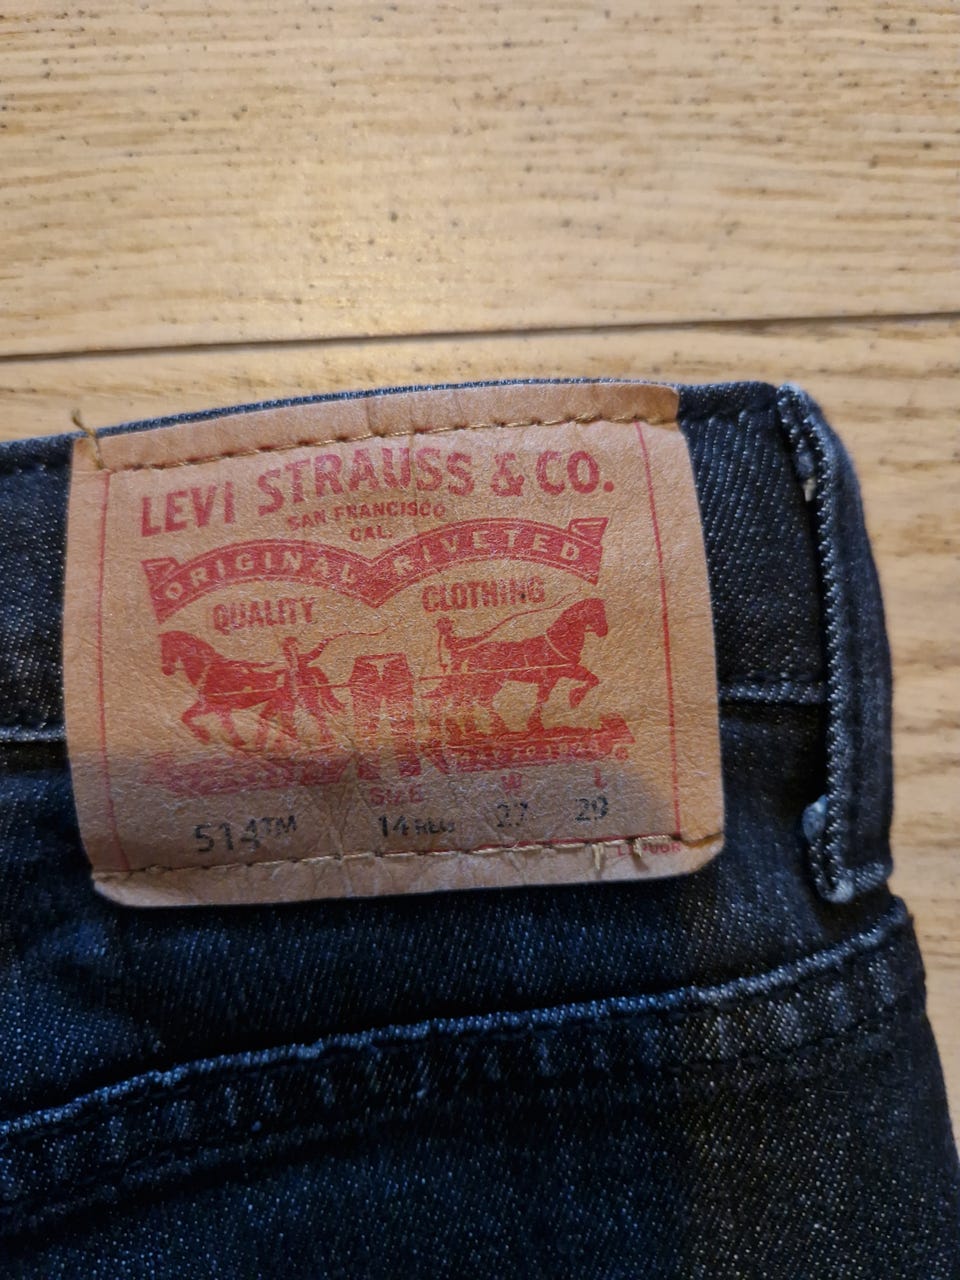 LEVI STRAUSS & CO.
SAN FRANCISCO
CAL.
ORIGINAL RIVETED
QUALITY CLOTHING
SIZE W L
514™ 14 REG 27 29